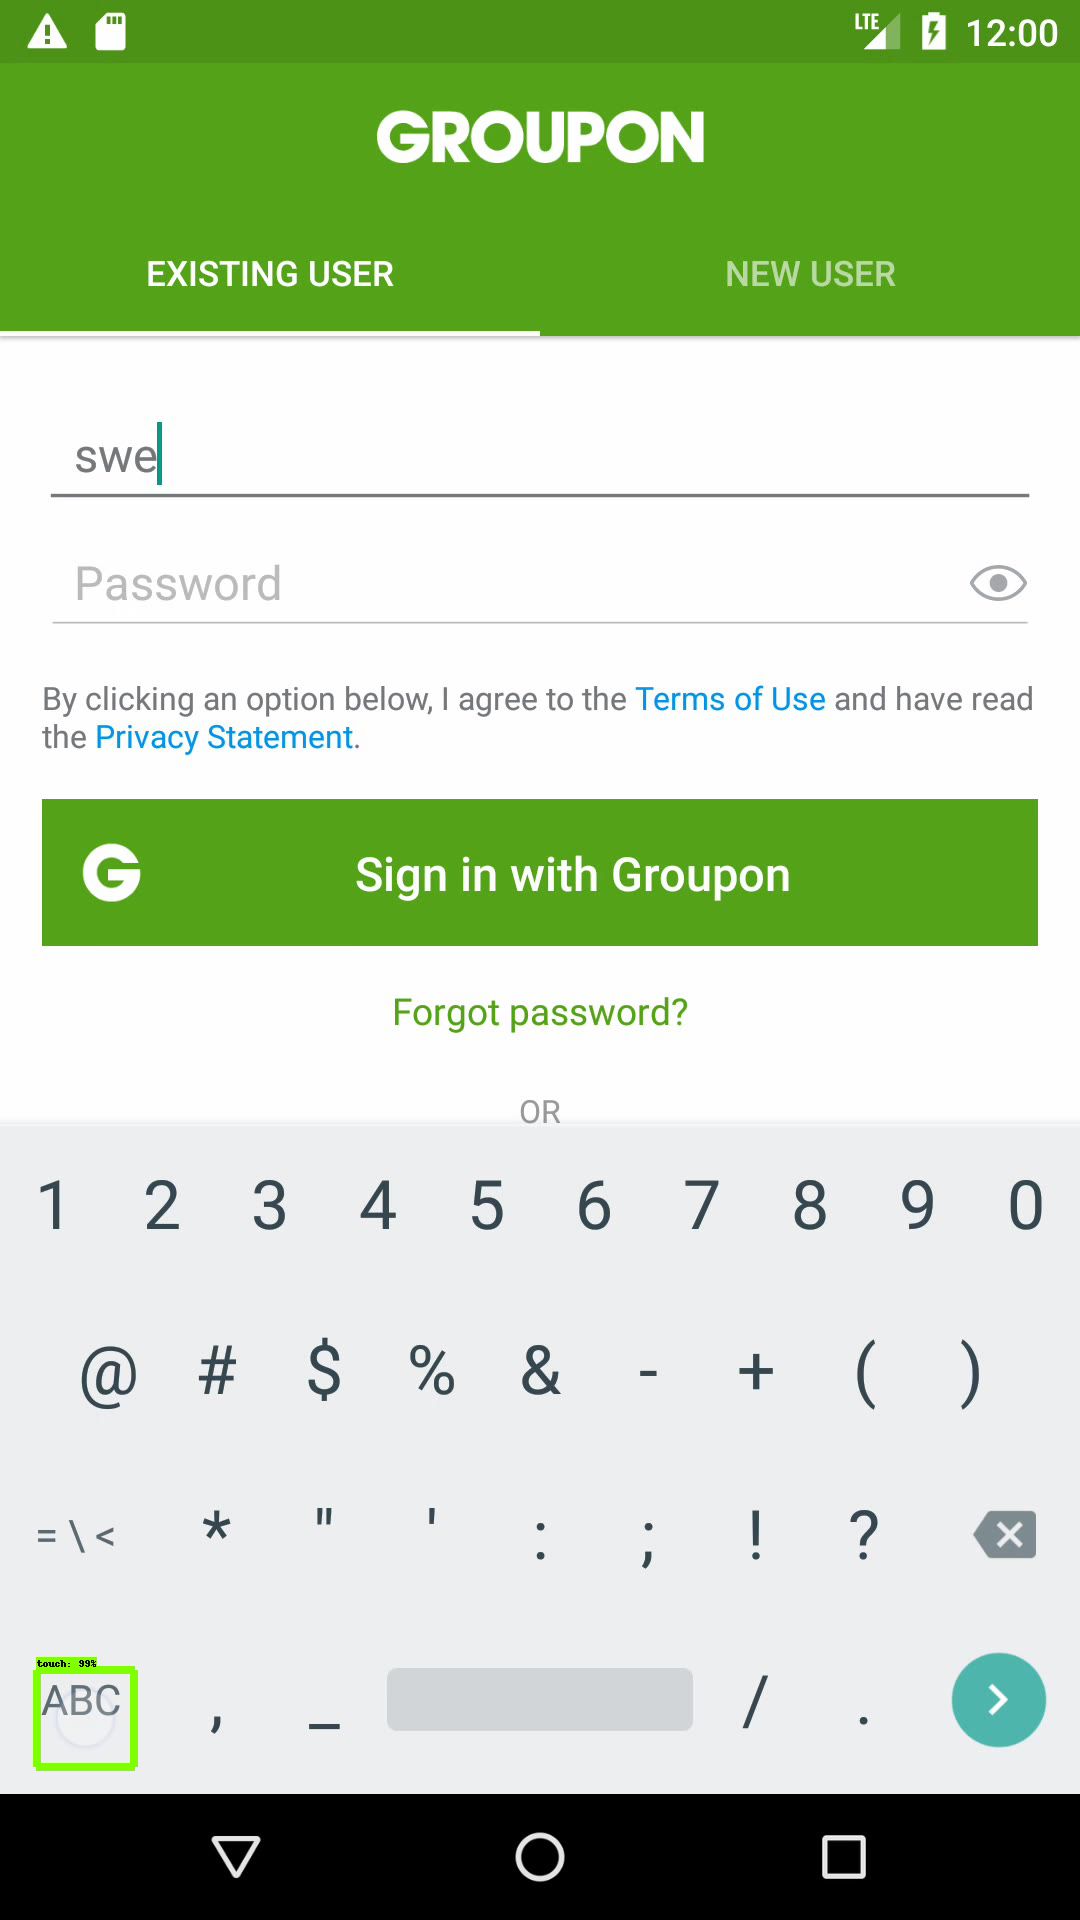 LTE 12:00
GROUPON
EXISTING USER NEW USER
swe
Password
By clicking an option below, I agree to the Terms of Use and have read
the Privacy Statement.
G Sign in with Groupon
Forgot password?
OR
1 2 3 4 5 6 7 8 9 0
@ # $ % & - + ( )
= \ < * " ' : ; ! ?
touch: 99%
ABC , _ / .